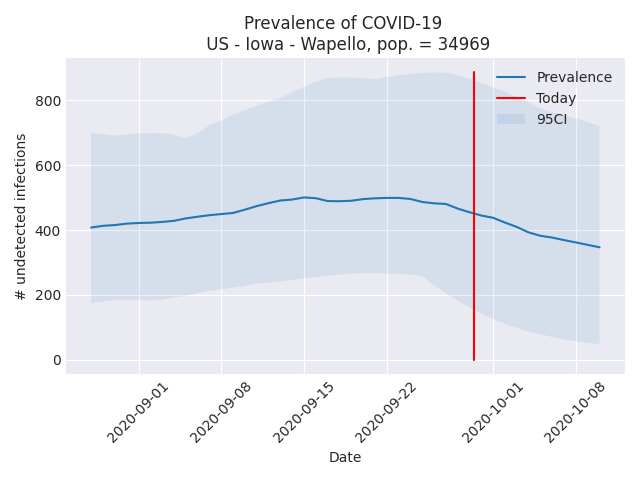 Prevalence of COVID-19
US - Iowa - Wapello, pop. = 34969
Prevalence
Today
95CI
# undetected infections
800
600
400
200
0
2020-09-01
2020-09-08
2020-09-15
2020-09-22
2020-10-01
2020-10-08
Date